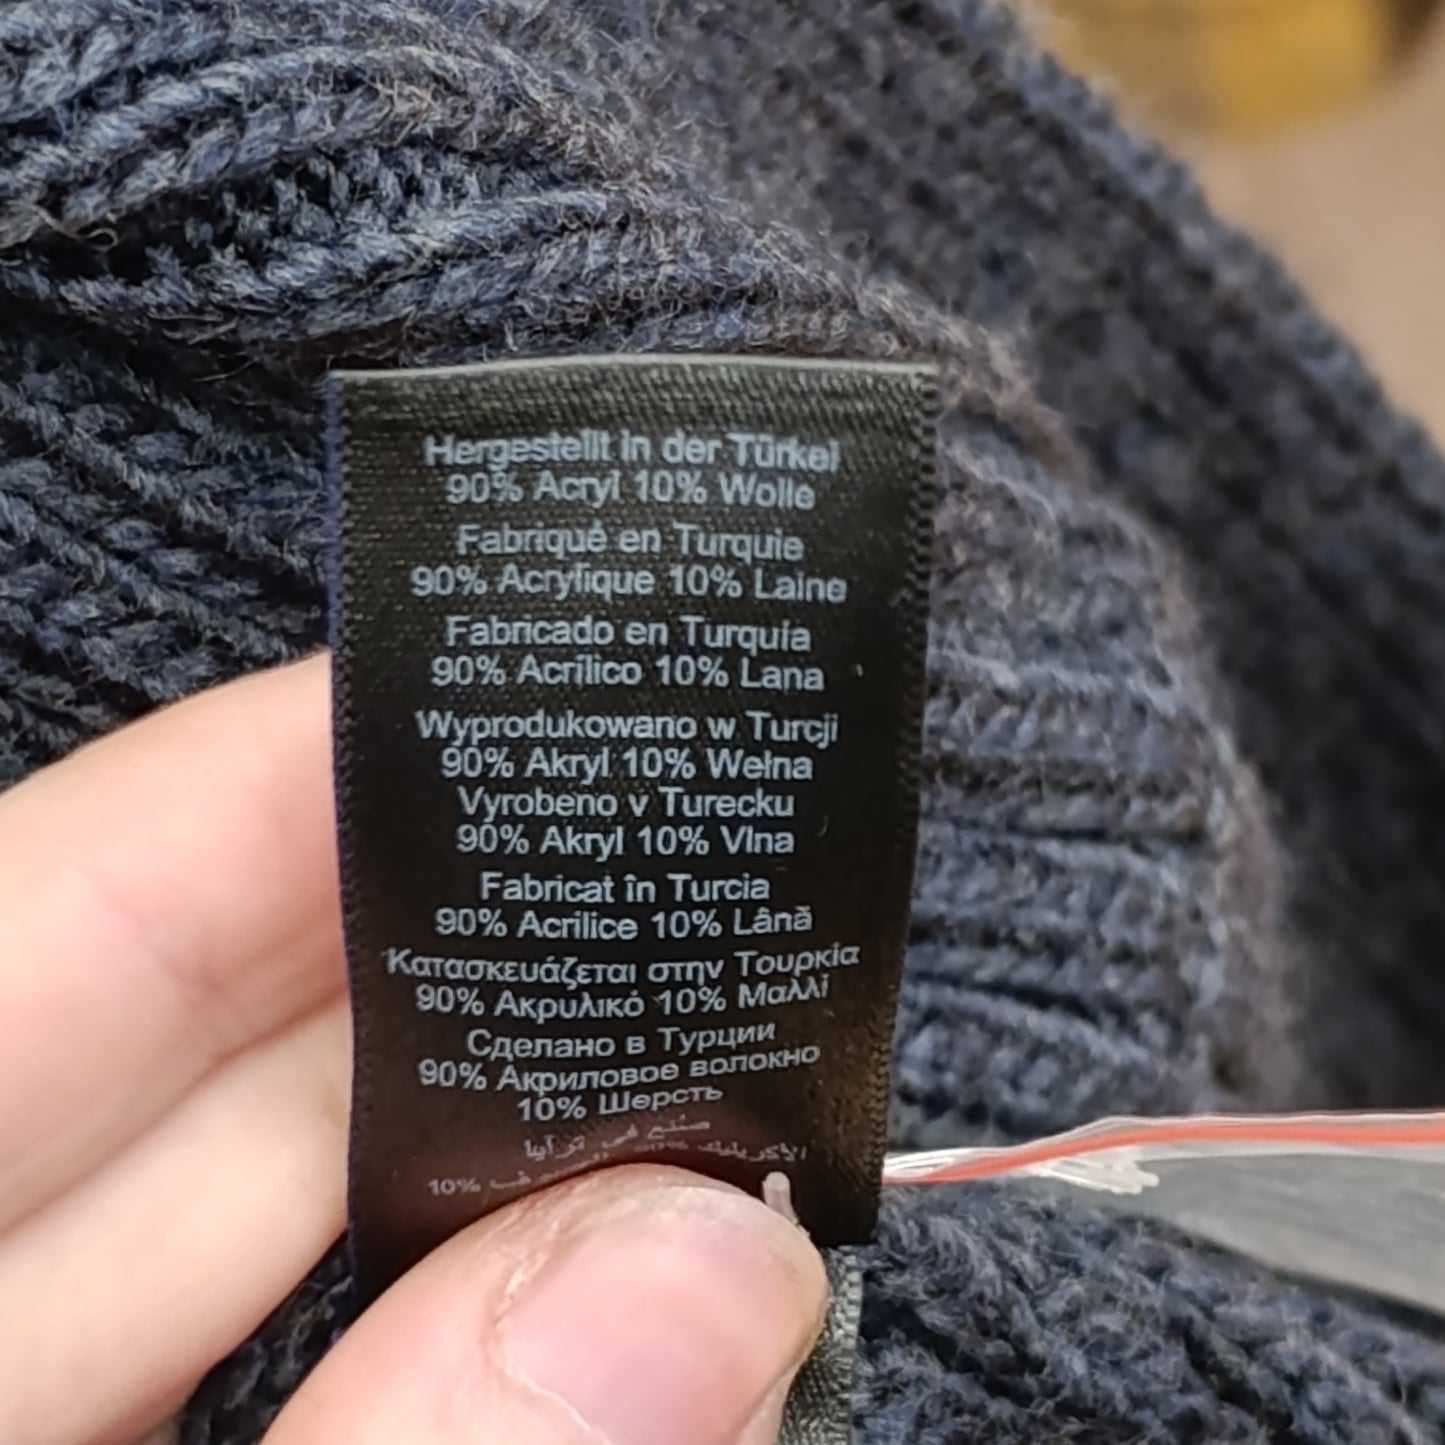 Hergestellt in der Türkei
90% Acryl 10% Wolle
Fabriqué en Turquie
90% Acrylique 10% Laine
Fabricado en Turquía
90% Acrílico 10% Lana
Wyprodukowano w Turcji
90% Akryl 10% Wełna
Vyrobeno v Turecku
90% Akryl 10% Vlna
Fabricat în Turcia
90% Acrilice 10% Lână
Κατασκευάζεται στην Τουρκία
90% Ακρυλικό 10% Μαλλί
Сделано в Турции
90% Акриловое волокно
10% Шерсть
صنع في تركيا
الأكريليك 90%
10%